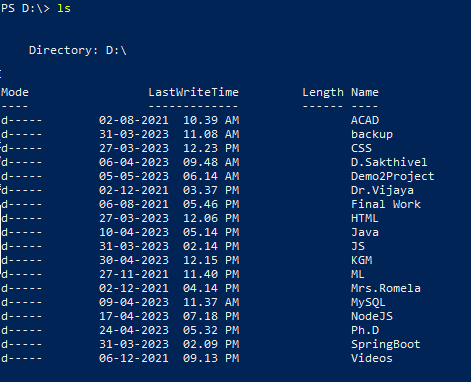 PS D:\> ls
Directory: D:\
Mode LastWriteTime Length Name
---- ------------- ------ ----
d----- 02-08-2021 10.39 AM ACAD
d----- 31-03-2023 11.08 AM backup
d----- 27-03-2023 12.23 PM CSS
d----- 06-04-2023 09.48 AM D.Sakthivel
d----- 05-05-2023 06.14 AM Demo2Project
d----- 02-12-2021 03.37 PM Dr.Vijaya
d----- 06-08-2021 05.46 PM Final Work
d----- 27-03-2023 12.06 PM HTML
d----- 10-04-2023 05.14 PM Java
d----- 31-03-2023 02.14 PM JS
d----- 30-04-2023 12.15 PM KGM
d----- 27-11-2021 11.40 PM ML
d----- 02-12-2021 04.14 PM Mrs.Romela
d----- 09-04-2023 11.37 AM MySQL
d----- 17-04-2023 07.18 PM NodeJS
d----- 24-04-2023 05.32 PM Ph.D
d----- 31-03-2023 02.09 PM SpringBoot
d----- 06-12-2021 09.13 PM Videos